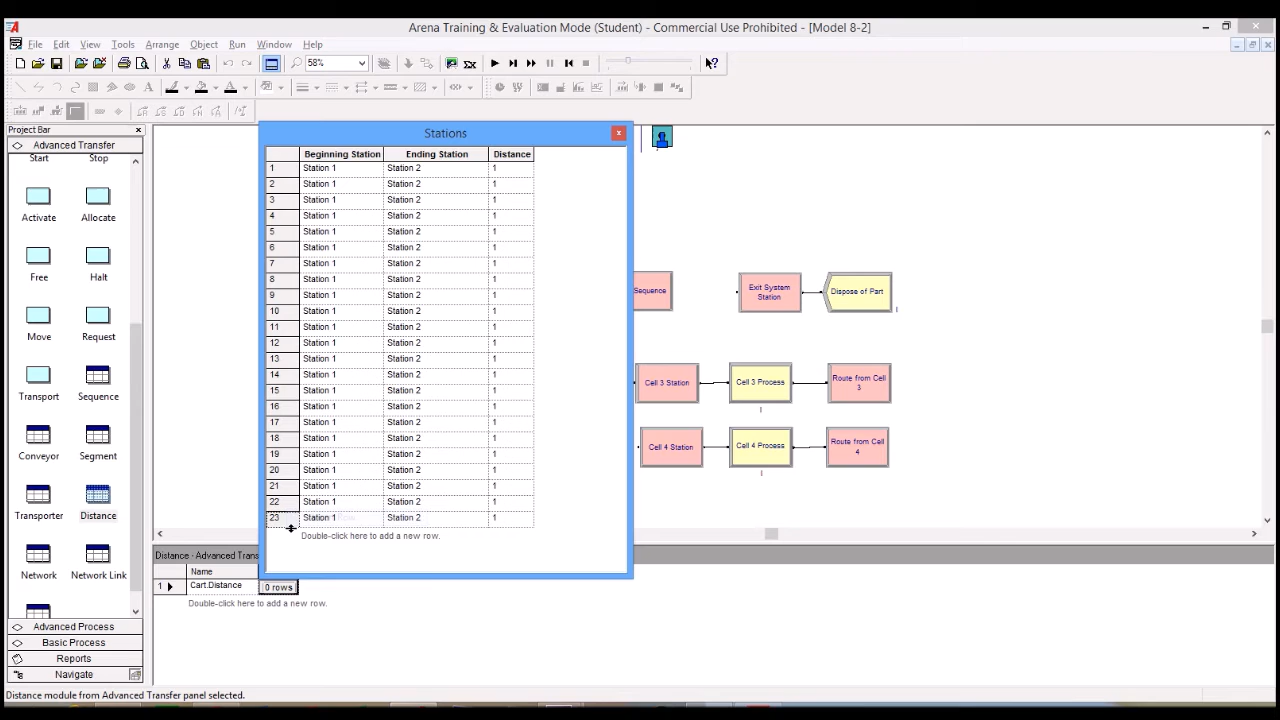 Arena Training & Evaluation Mode (Student) - Commercial Use Prohibited - [Model 8-2]
File Edit View Tools Arrange Object Run Window Help
58%
Project Bar
Advanced Transfer
Start Stop
Activate Allocate
Free Halt
Move Request
Transport Sequence
Conveyor Segment
Transporter Distance
Network Network Link
Advanced Process
Basic Process
Reports
Navigate
Stations
Beginning Station Ending Station Distance
1 Station 1 Station 2 1
2 Station 1 Station 2 1
3 Station 1 Station 2 1
4 Station 1 Station 2 1
5 Station 1 Station 2 1
6 Station 1 Station 2 1
7 Station 1 Station 2 1
8 Station 1 Station 2 1
9 Station 1 Station 2 1
10 Station 1 Station 2 1
11 Station 1 Station 2 1
12 Station 1 Station 2 1
13 Station 1 Station 2 1
14 Station 1 Station 2 1
15 Station 1 Station 2 1
16 Station 1 Station 2 1
17 Station 1 Station 2 1
18 Station 1 Station 2 1
19 Station 1 Station 2 1
20 Station 1 Station 2 1
21 Station 1 Station 2 1
22 Station 1 Station 2 1
23 Station 1 Station 2 1
Double-click here to add a new row.
Sequence
Exit System
Station
Dispose of Part
Cell 3 Station
Cell 3 Process
Route from Cell
3
Cell 4 Station
Cell 4 Process
Route from Cell
4
Distance - Advanced Trans
Name
1 Cart.Distance 0 rows
Double-click here to add a new row.
Distance module from Advanced Transfer panel selected.